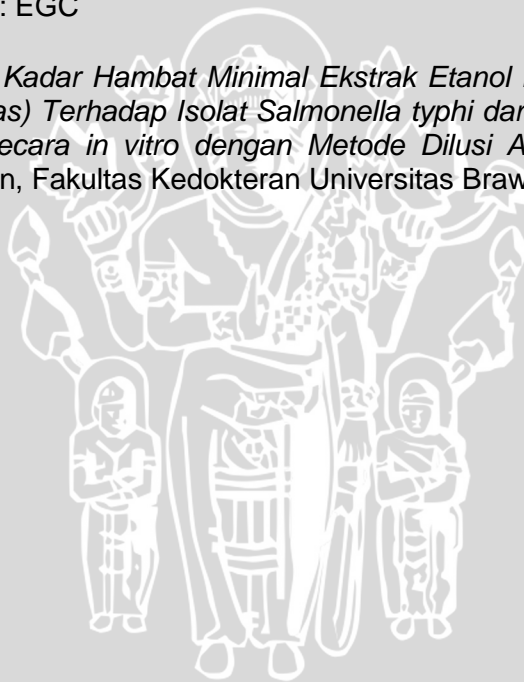 : EGC
Kadar Hambat Minimal Ekstrak Etanol
as) Terhadap Isolat Salmonella typhi dar
ecara in vitro dengan Metode Dilusi A
n, Fakultas Kedokteran Universitas Braw